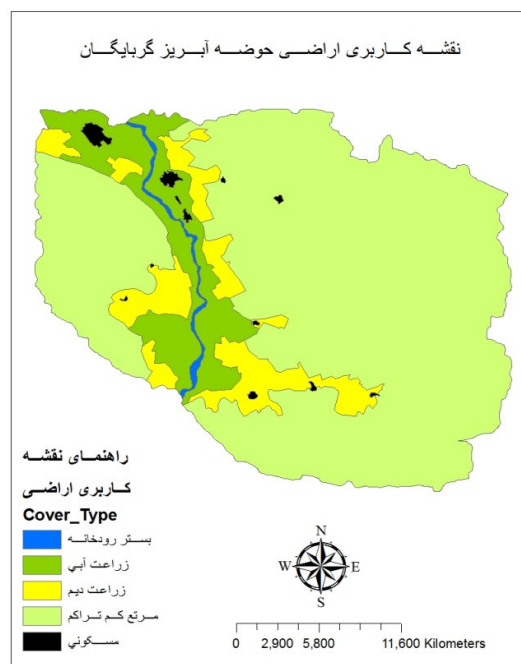 نقشه کاربری اراضی حوضه آبریز گربایگان
راهنمای نقشه
کاربری اراضی
Cover_Type
بستر رودخانه
زراعت آبي
زراعت ديم
مرتع کم تراکم
مسکوني
N
W E
S
0 2,900 5,800 11,600 Kilometers